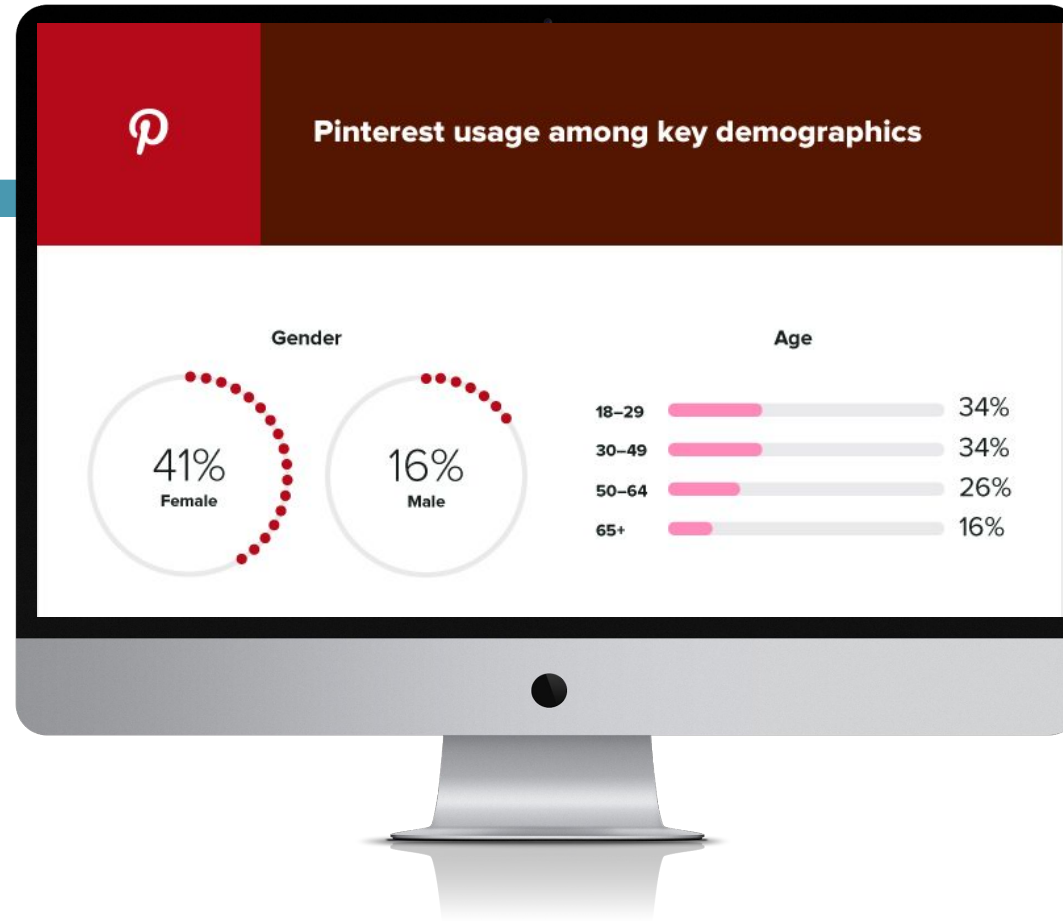 Pinterest usage among key demographics
Gender
41%
Female
16%
Male
Age
18–29 34%
30–49 34%
50–64 26%
65+ 16%